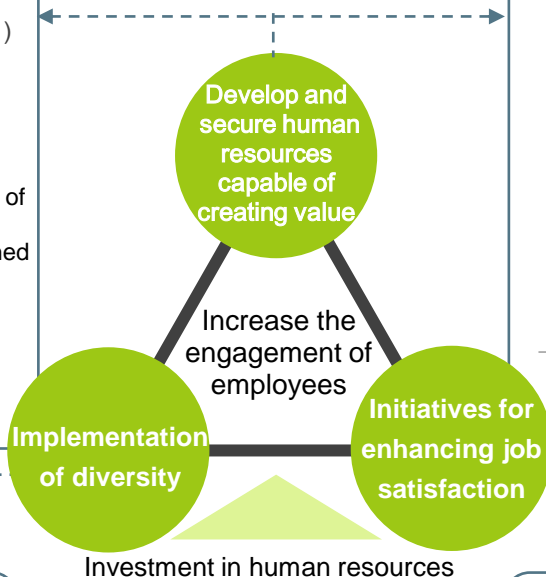 )
Develop and
secure human
resources
capable of
creating value
of
ned
Increase the
engagement of
employees
Implementation
of diversity
Initiatives for
enhancing job
satisfaction
Investment in human resources